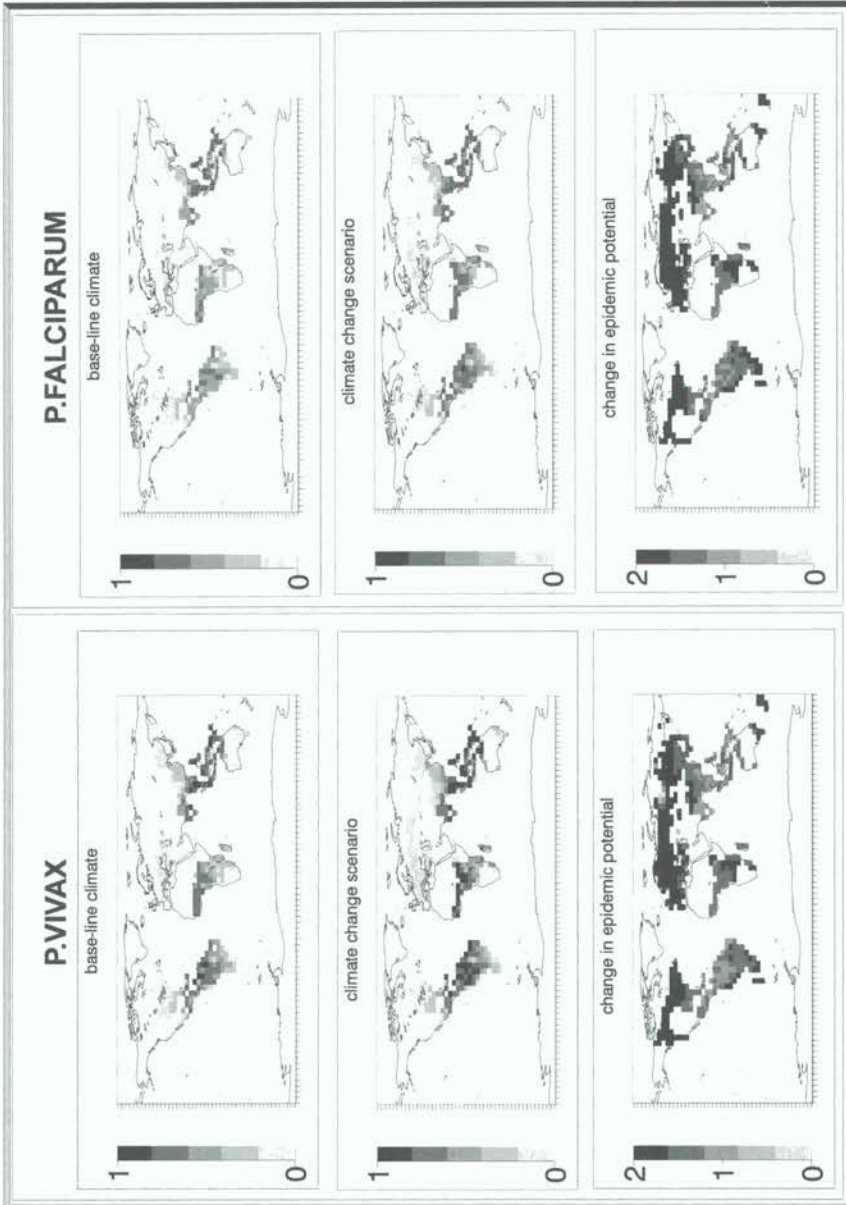 P.VIVAX
base-line climate
1
0
climate change scenario
1
0
change in epidemic potential
2
1
0
P.FALCIPARUM
base-line climate
1
0
climate change scenario
1
0
change in epidemic potential
2
1
0